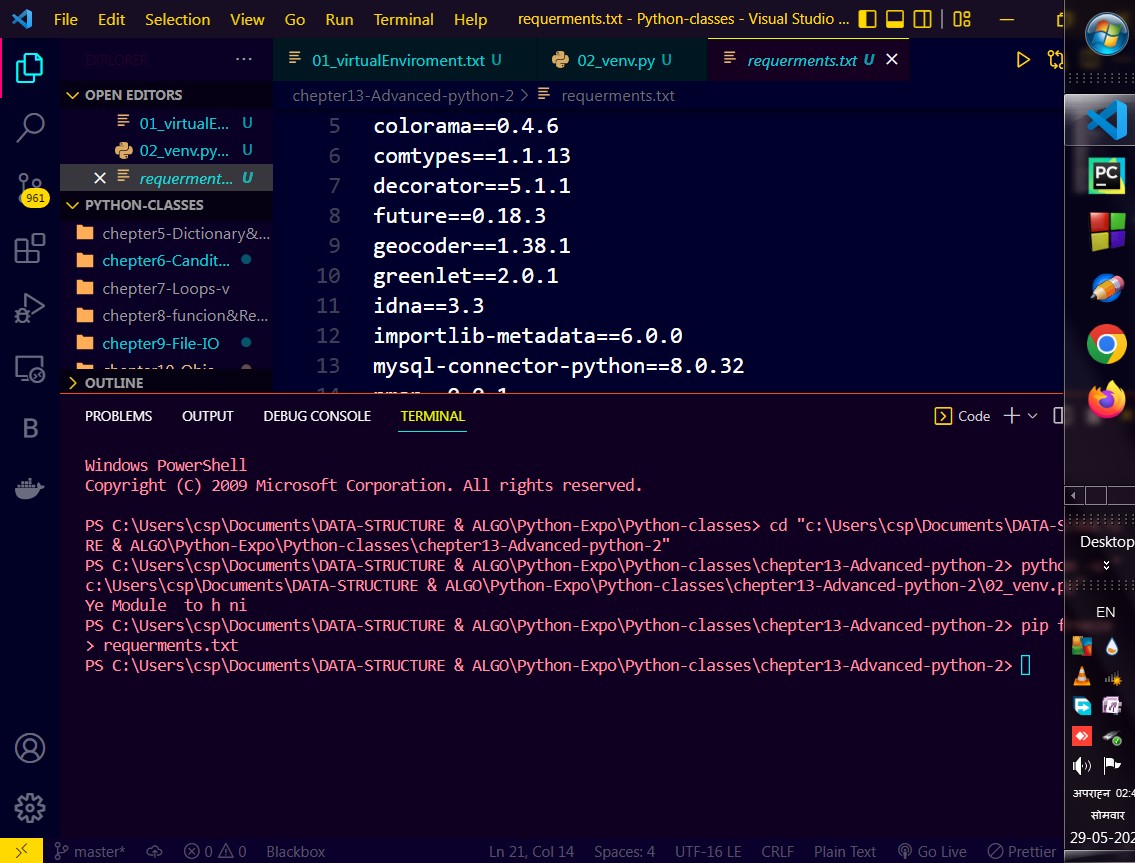 File Edit Selection View Go Run Terminal Help requerments.txt - Python-classes - Visual Studio ...
EXPLORER ...
01_virtualEnviroment.txt U 02_venv.py U requerments.txt U
OPEN EDITORS
01_virtualE... U
02_venv.py... U
requerment... U
961
PYTHON-CLASSES
chepter5-Dictionary&...
chepter6-Candit...
chepter7-Loops-v
chepter8-funcion&Re...
chepter9-File-IO
OUTLINE
chepter13-Advanced-python-2 > requerments.txt
5 colorama==0.4.6
6 comtypes==1.1.13
7 decorator==5.1.1
8 future==0.18.3
9 geocoder==1.38.1
10 greenlet==2.0.1
11 idna==3.3
12 importlib-metadata==6.0.0
13 mysql-connector-python==8.0.32
PROBLEMS OUTPUT DEBUG CONSOLE TERMINAL Code
Windows PowerShell
Copyright (C) 2009 Microsoft Corporation. All rights reserved.
PS C:\Users\csp\Documents\DATA-STRUCTURE & ALGO\Python-Expo\Python-classes> cd "c:\Users\csp\Documents\DATA-S
RE & ALGO\Python-Expo\Python-classes\chepter13-Advanced-python-2"
PS C:\Users\csp\Documents\DATA-STRUCTURE & ALGO\Python-Expo\Python-classes\chepter13-Advanced-python-2> pytho
c:\Users\csp\Documents\DATA-STRUCTURE & ALGO\Python-Expo\Python-classes\chepter13-Advanced-python-2\02_venv.p
Ye Module  to h ni
PS C:\Users\csp\Documents\DATA-STRUCTURE & ALGO\Python-Expo\Python-classes\chepter13-Advanced-python-2> pip f
> requerments.txt
PS C:\Users\csp\Documents\DATA-STRUCTURE & ALGO\Python-Expo\Python-classes\chepter13-Advanced-python-2>
B
master* 0 0 Blackbox Ln 21, Col 14 Spaces: 4 UTF-16 LE CRLF Plain Text Go Live Prettier
PC
Desktop
EN
अपराह्न 02:4
सोमवार
29-05-202